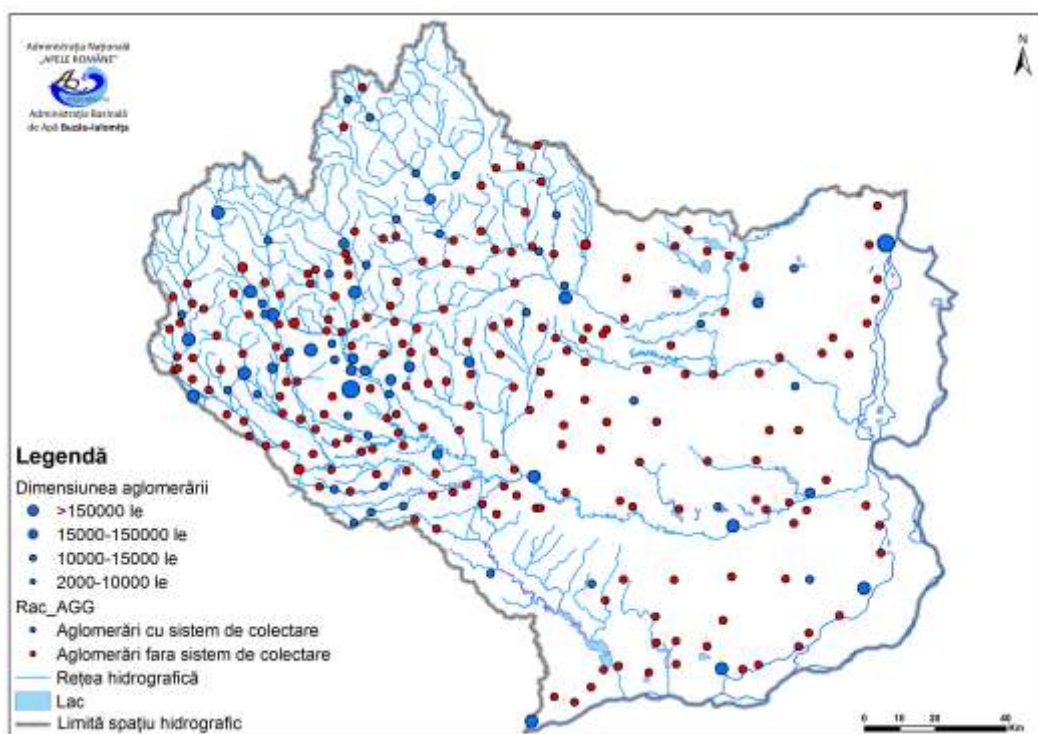 Administrația Națională
„APELE ROMÂNE”
Administrația Bazinală
de Apă Buzău-Ialomița
N
Legendă
Dimensiunea aglomerării
>150000 le
15000-150000 le
10000-15000 le
2000-10000 le
Rac_AGG
Aglomerări cu sistem de colectare
Aglomerări fara sistem de colectare
Rețea hidrografică
Lac
Limită spațiu hidrografic
0 10 20 40
Km